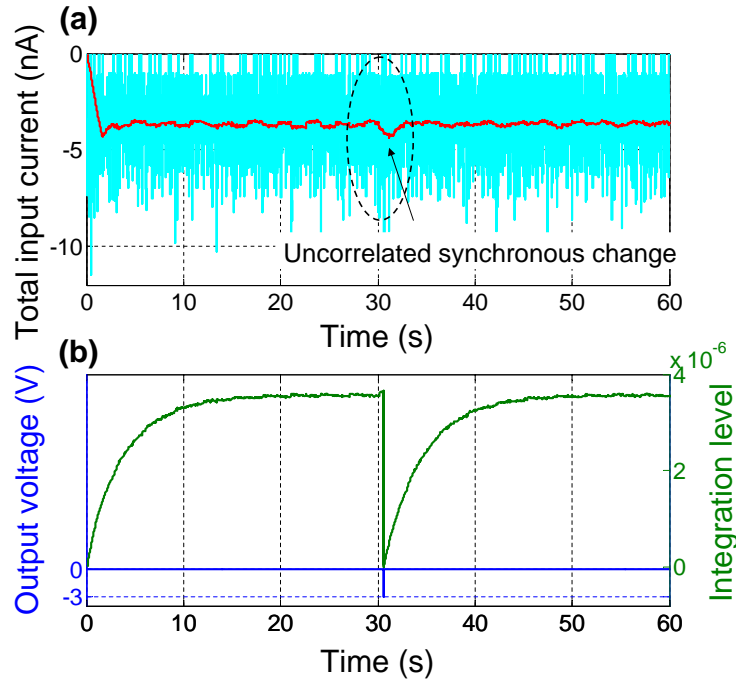 (a)
Total input current (nA)
0
-5
-10
Uncorrelated synchronous change
0 10 20 30 40 50 60
Time (s)
(b)
x 10^-6
Output voltage (V)
0
-3
4
2
0
Integration level
0 10 20 30 40 50 60
Time (s)